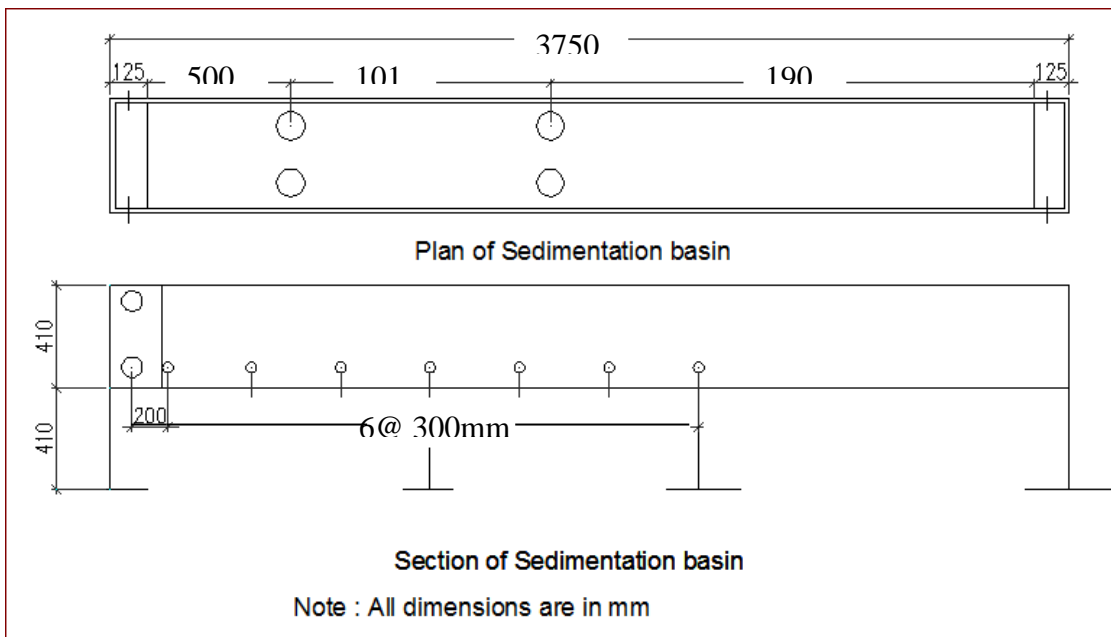 3750
125 500 101 190 125
Plan of Sedimentation basin
410
200
6@ 300mm
410
Section of Sedimentation basin
Note : All dimensions are in mm